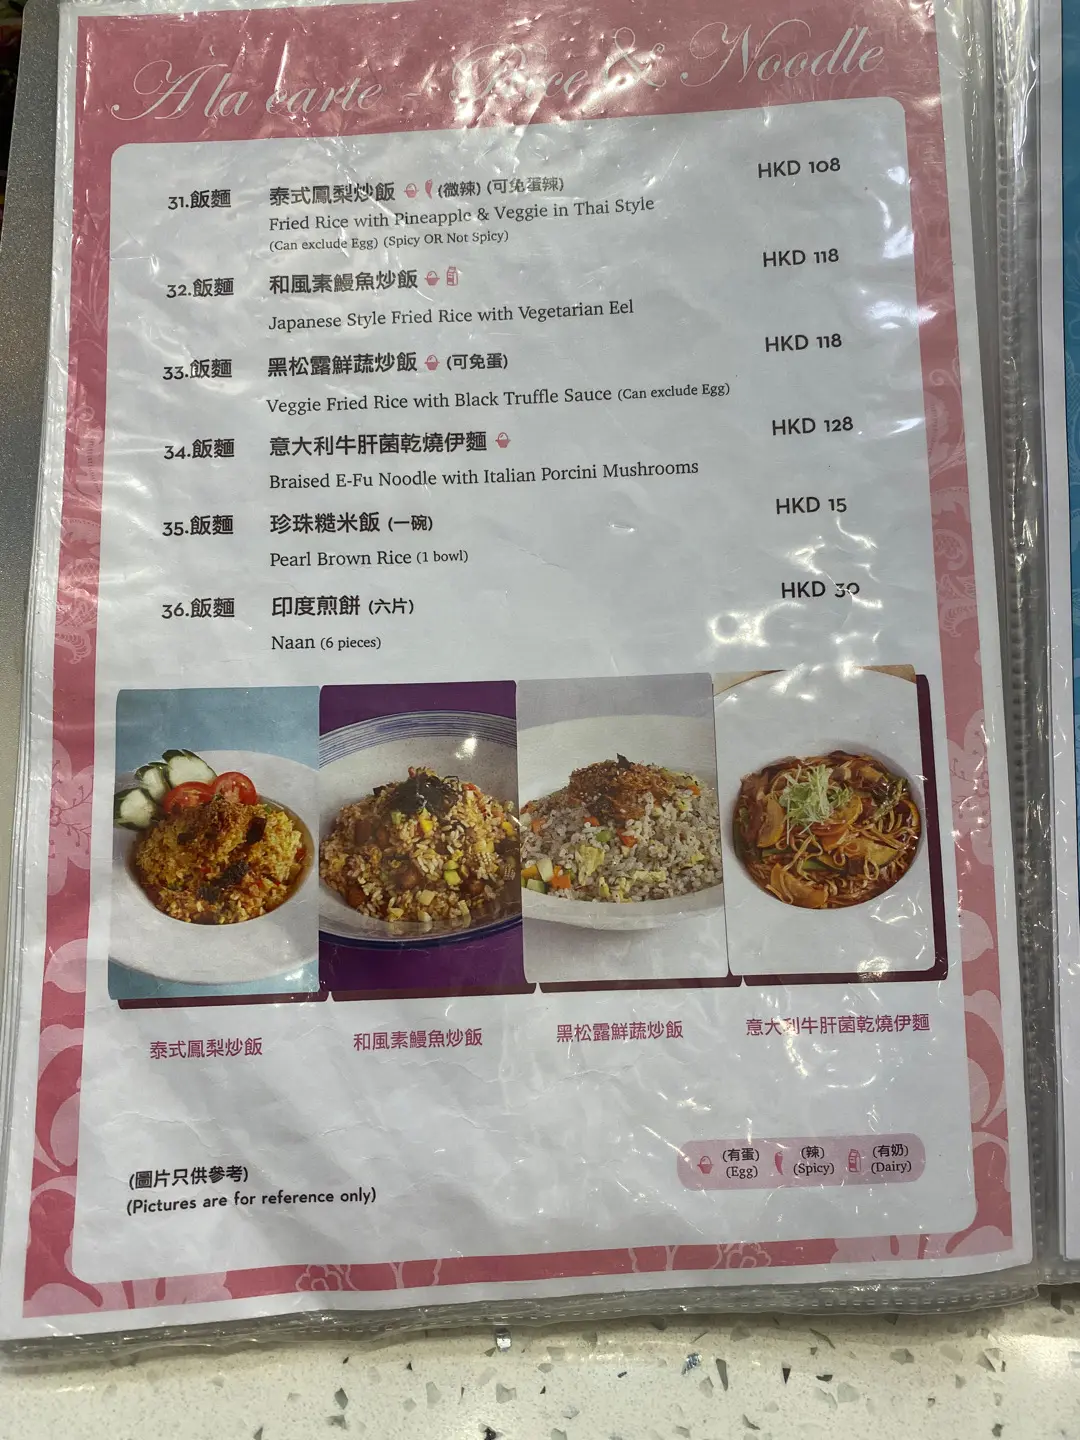 A la carte - Rice & Noodle
31.飯麵 泰式鳳梨炒飯 (微辣) (可免蛋辣) HKD 108
Fried Rice with Pineapple & Veggie in Thai Style
(Can exclude Egg) (Spicy OR Not Spicy)
32.飯麵 和風素鰻魚炒飯 HKD 118
Japanese Style Fried Rice with Vegetarian Eel
33.飯麵 黑松露鮮蔬炒飯 (可免蛋) HKD 118
Veggie Fried Rice with Black Truffle Sauce (Can exclude Egg)
34.飯麵 意大利牛肝菌乾燒伊麵 HKD 128
Braised E-Fu Noodle with Italian Porcini Mushrooms
35.飯麵 珍珠糙米飯 (一碗) HKD 15
Pearl Brown Rice (1 bowl)
36.飯麵 印度煎餅 (六片) HKD 30
Naan (6 pieces)
泰式鳳梨炒飯 和風素鰻魚炒飯 黑松露鮮蔬炒飯 意大利牛肝菌乾燒伊麵
(圖片只供參考)
(Pictures are for reference only)
(有蛋) (辣) (有奶)
(Egg) (Spicy) (Dairy)